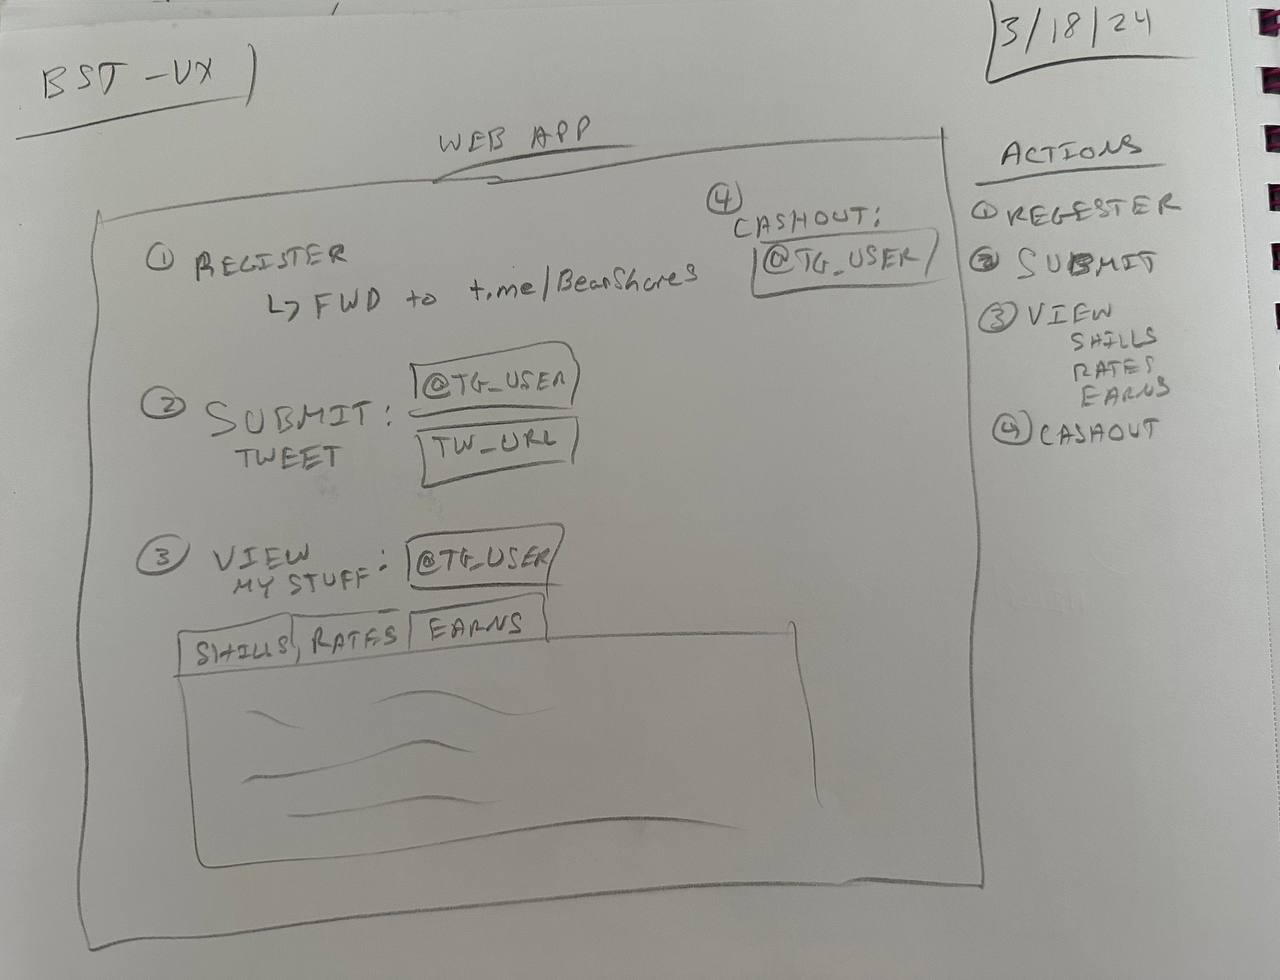 BST - UX
3/18/24
WEB APP
① REGISTER
↳ FWD to t.me/BearShares
④
CASHOUT:
@TG_USER
② SUBMIT:
TWEET
@TG_USER
TW_URL
③ VIEW
MY STUFF:
@TG_USER
SHILLS RATES EARNS
ACTIONS
① REGESTER
② SUBMIT
③ VIEW
SHILLS
RATES
EARNS
④ CASHOUT